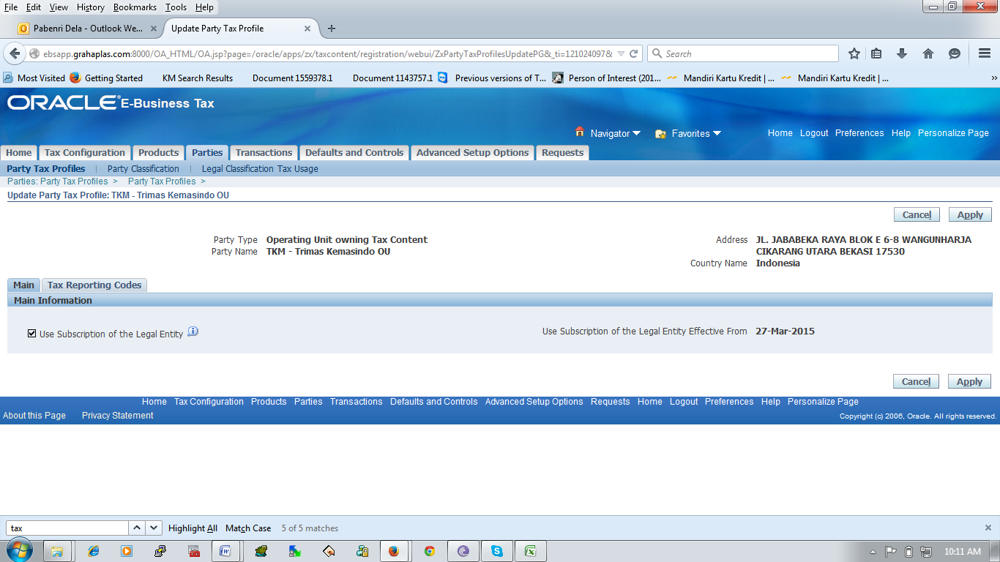 File Edit View History Bookmarks Tools Help
Pabenri Dela - Outlook We... × Update Party Tax Profile × +
ebsapp.grahaplas.com:8000/OA_HTML/OA.jsp?page=/oracle/apps/zx/taxcontent/registration/webui/ZxPartyTaxProfilesUpdatePG&_ti=121024097& Search
Most Visited Getting Started KM Search Results Document 1559378.1 Document 1143757.1 Previous versions of T... Person of Interest (201... Mandiri Kartu Kredit | ... Mandiri Kartu Kredit | ... »
ORACLE® E-Business Tax
Navigator Favorites Home Logout Preferences Help Personalize Page
Home Tax Configuration Products Parties Transactions Defaults and Controls Advanced Setup Options Requests
Party Tax Profiles | Party Classification | Legal Classification Tax Usage
Parties: Party Tax Profiles > Party Tax Profiles >
Update Party Tax Profile: TKM - Trimas Kemasindo OU
Cancel Apply
Party Type Operating Unit owning Tax Content Address JL. JABABEKA RAYA BLOK E 6-8 WANGUNHARJA
Party Name TKM - Trimas Kemasindo OU CIKARANG UTARA BEKASI 17530
Country Name Indonesia
Main Tax Reporting Codes
Main Information
Use Subscription of the Legal Entity Use Subscription of the Legal Entity Effective From 27-Mar-2015
Cancel Apply
Home Tax Configuration Products Parties Transactions Defaults and Controls Advanced Setup Options Requests Home Logout Preferences Help Personalize Page
About this Page Privacy Statement Copyright (c) 2006, Oracle. All rights reserved.
tax Highlight All Match Case 5 of 5 matches ×
10:11 AM